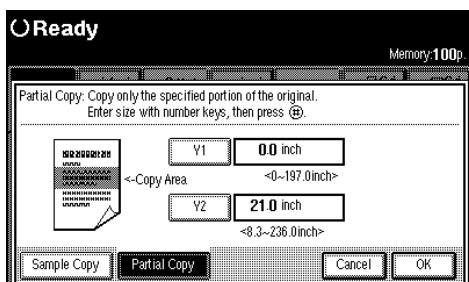 Ready
Memory:100p.
Partial Copy: Copy only the specified portion of the original.
Enter size with number keys, then press (#).
Y1 0.0 inch
<-Copy Area
<0~197.0inch>
Y2 21.0 inch
<8.3~236.0inch>
Sample Copy Partial Copy Cancel OK